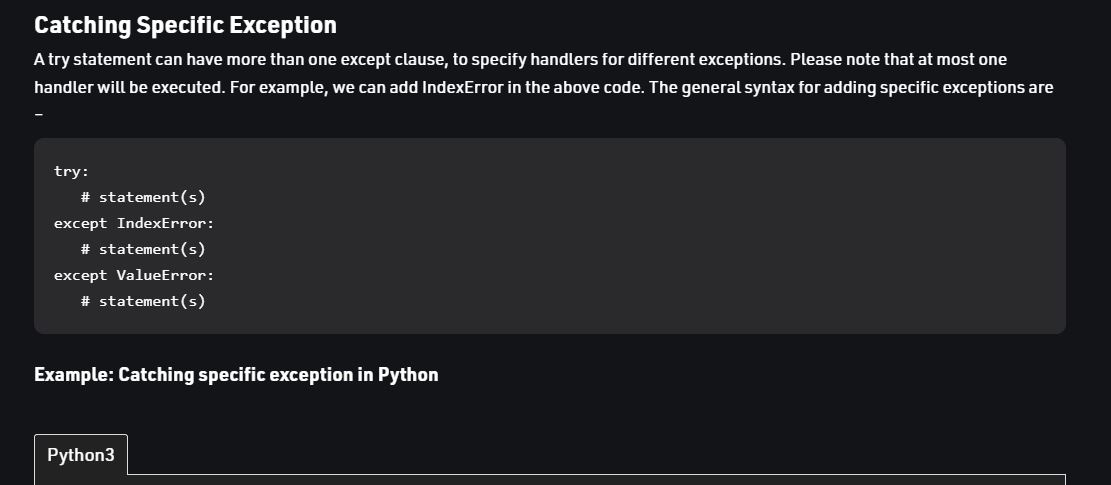 Catching Specific Exception
A try statement can have more than one except clause, to specify handlers for different exceptions. Please note that at most one
handler will be executed. For example, we can add IndexError in the above code. The general syntax for adding specific exceptions are
–
try:
   # statement(s)
except IndexError:
   # statement(s)
except ValueError:
   # statement(s)
Example: Catching specific exception in Python
Python3